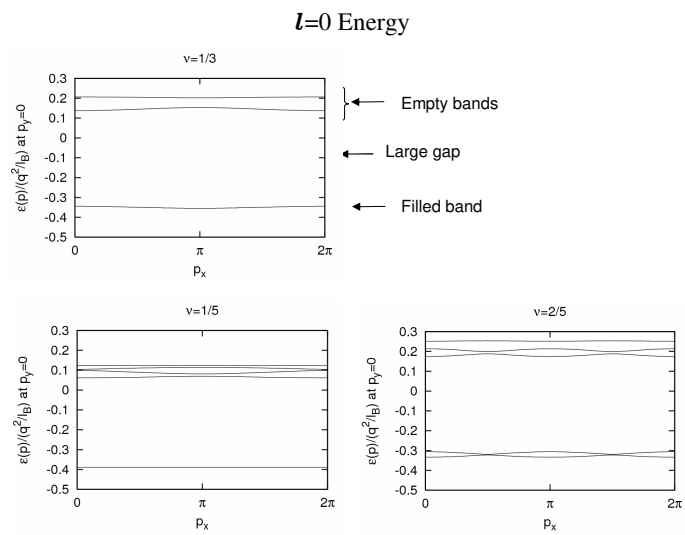 l=0 Energy
ν=1/3
0.3
0.2
0.1
0
-0.1
-0.2
-0.3
-0.4
-0.5
ε(p)/(q²/l_B) at p_y=0
0 π 2π
p_x
Empty bands
Large gap
Filled band
ν=1/5
0.3
0.2
0.1
0
-0.1
-0.2
-0.3
-0.4
-0.5
ε(p)/(q²/l_B) at p_y=0
0 π 2π
p_x
ν=2/5
0.3
0.2
0.1
0
-0.1
-0.2
-0.3
-0.4
-0.5
ε(p)/(q²/l_B) at p_y=0
0 π 2π
p_x